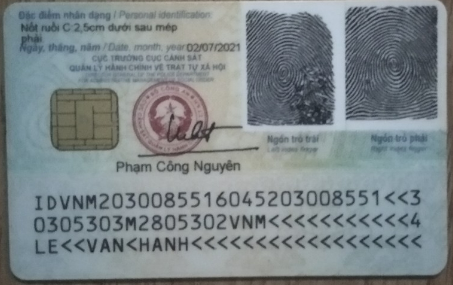 Đặc điểm nhân dạng / Personal identification:
Nốt ruồi C:2,5cm dưới sau mép
phải
Ngày, tháng, năm / Date, month, year: 02/07/2021
CỤC TRƯỞNG CỤC CẢNH SÁT
QUẢN LÝ HÀNH CHÍNH VỀ TRẬT TỰ XÃ HỘI
Ngón trỏ trái
Left index finger
Ngón trỏ phải
Right index finger
Phạm Công Nguyên
IDVNM2030085516045203008551<<3
0305303M2805302VNM<<<<<<<<<<<4
LE<<VAN<HANH<<<<<<<<<<<<<<<<<<